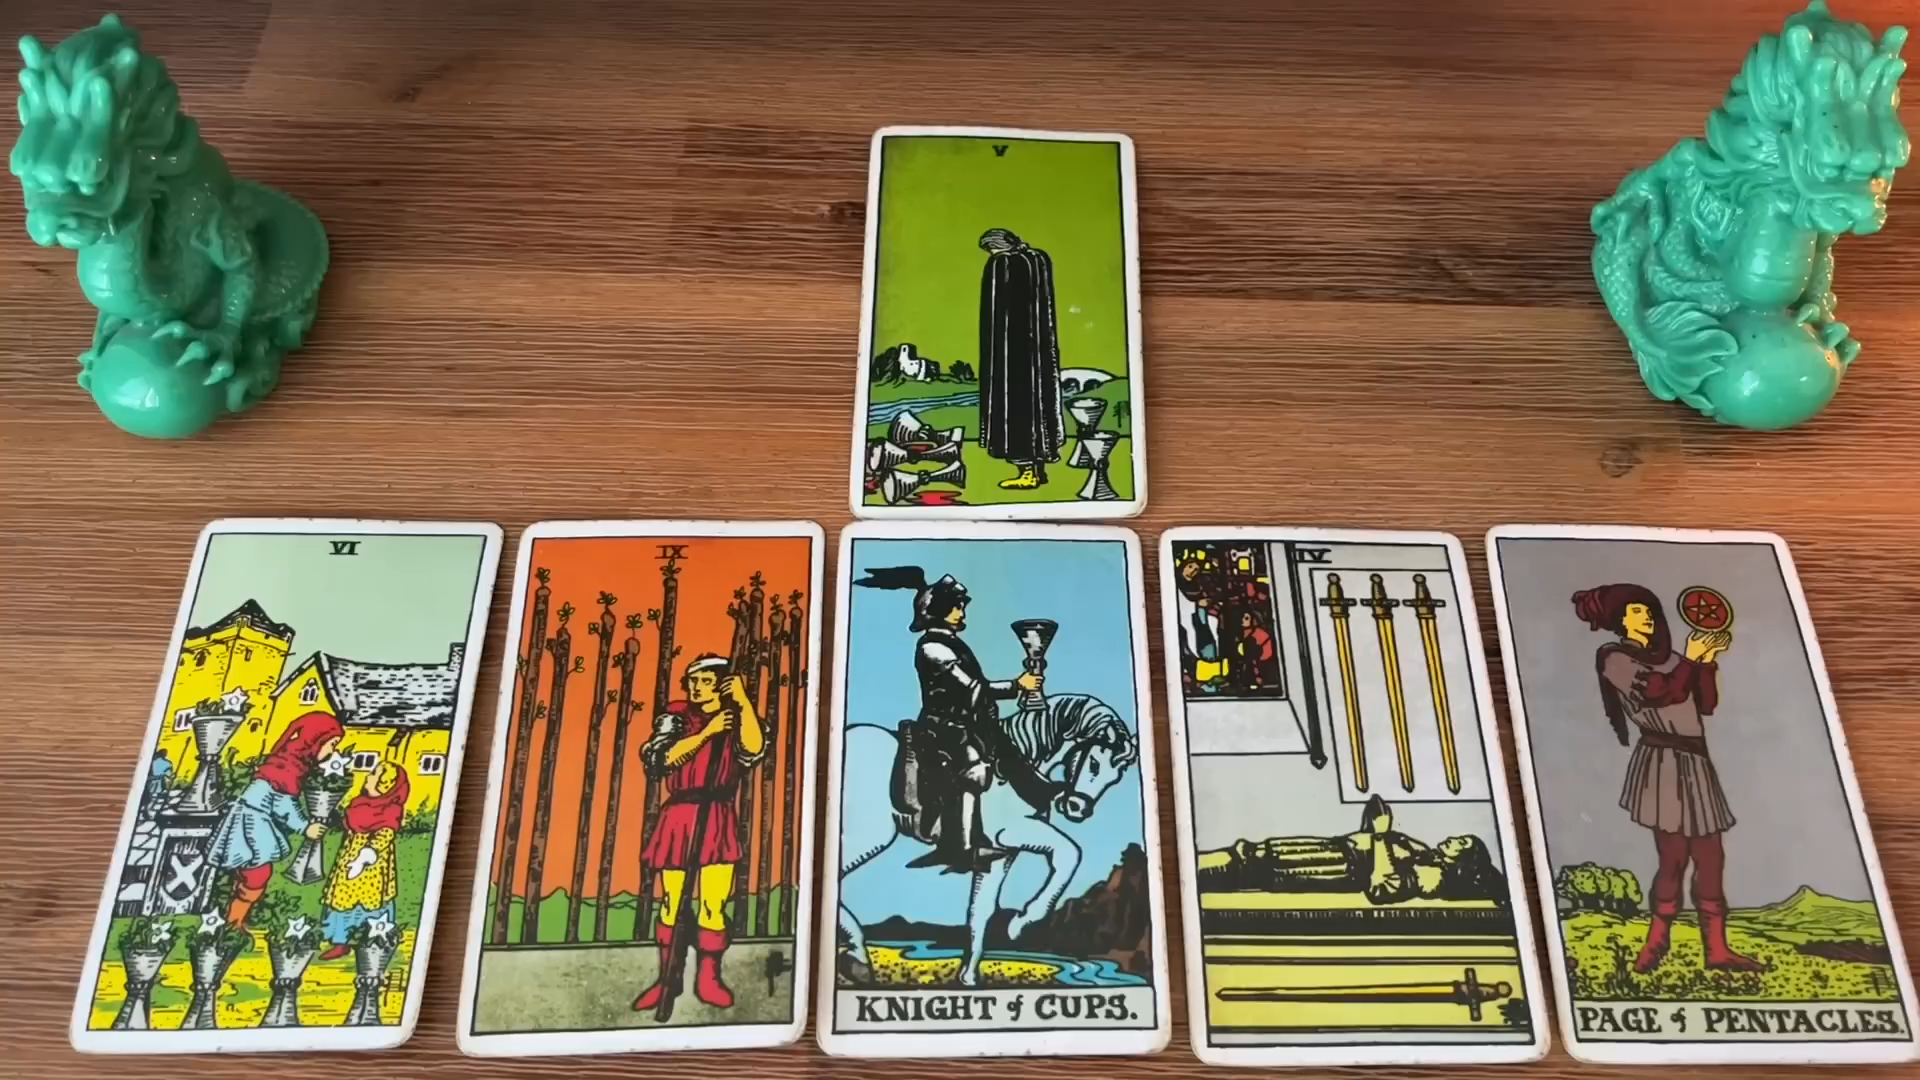 V
VI
IX
IV
KNIGHT of CUPS.
PAGE of PENTACLES.